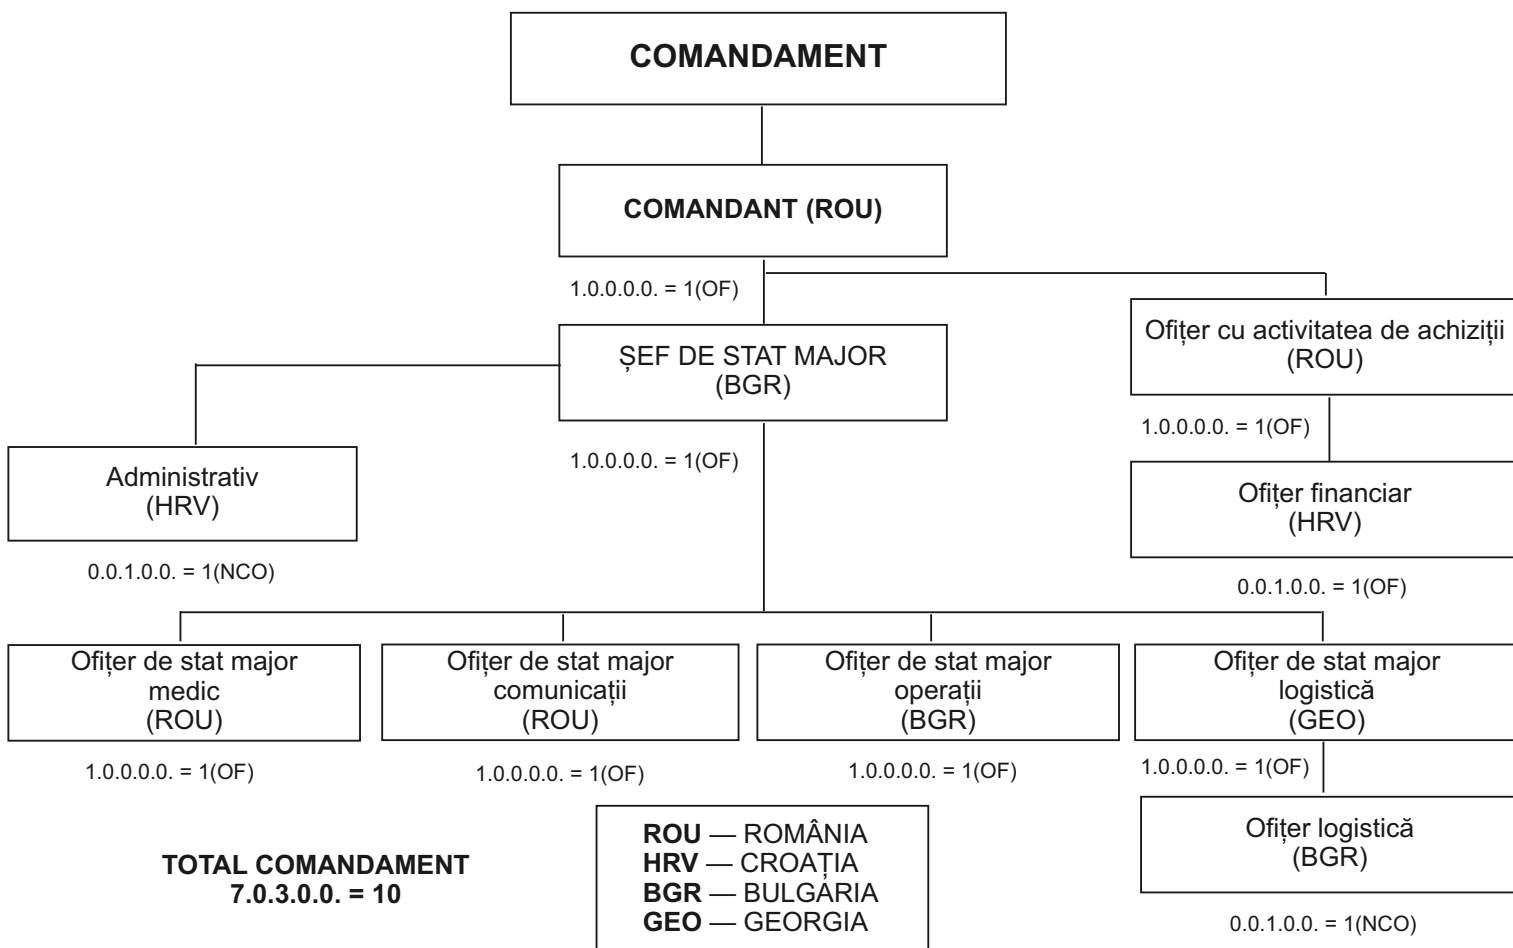 COMANDAMENT
COMANDANT (ROU)
1.0.0.0.0. = 1(OF)
Ofițer cu activitatea de achiziții
(ROU)
1.0.0.0.0. = 1(OF)
ȘEF DE STAT MAJOR
(BGR)
1.0.0.0.0. = 1(OF)
Administrativ
(HRV)
0.0.1.0.0. = 1(NCO)
Ofițer financiar
(HRV)
0.0.1.0.0. = 1(OF)
Ofițer de stat major
medic
(ROU)
1.0.0.0.0. = 1(OF)
Ofițer de stat major
comunicații
(ROU)
1.0.0.0.0. = 1(OF)
Ofițer de stat major
operații
(BGR)
1.0.0.0.0. = 1(OF)
Ofițer de stat major
logistică
(GEO)
1.0.0.0.0. = 1(OF)
Ofițer logistică
(BGR)
0.0.1.0.0. = 1(NCO)
TOTAL COMANDAMENT
7.0.3.0.0. = 10
ROU — ROMÂNIA
HRV — CROAȚIA
BGR — BULGARIA
GEO — GEORGIA